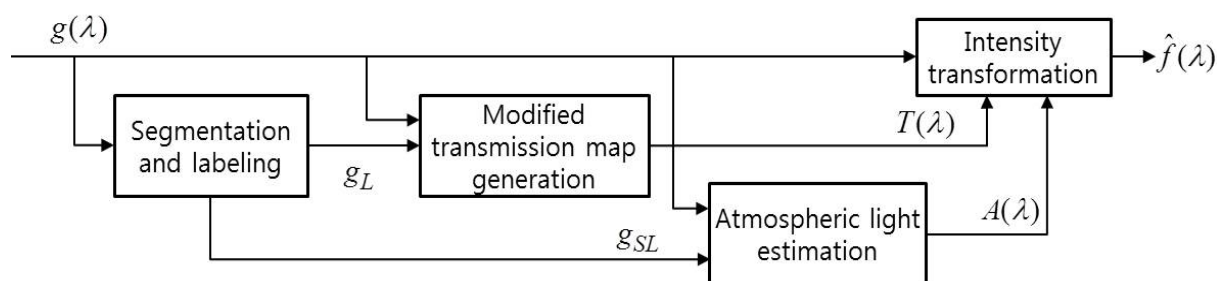 g(λ)
Intensity
transformation
f̂(λ)
Segmentation
and labeling
g_L
Modified
transmission map
generation
T(λ)
g_SL
Atmospheric light
estimation
A(λ)